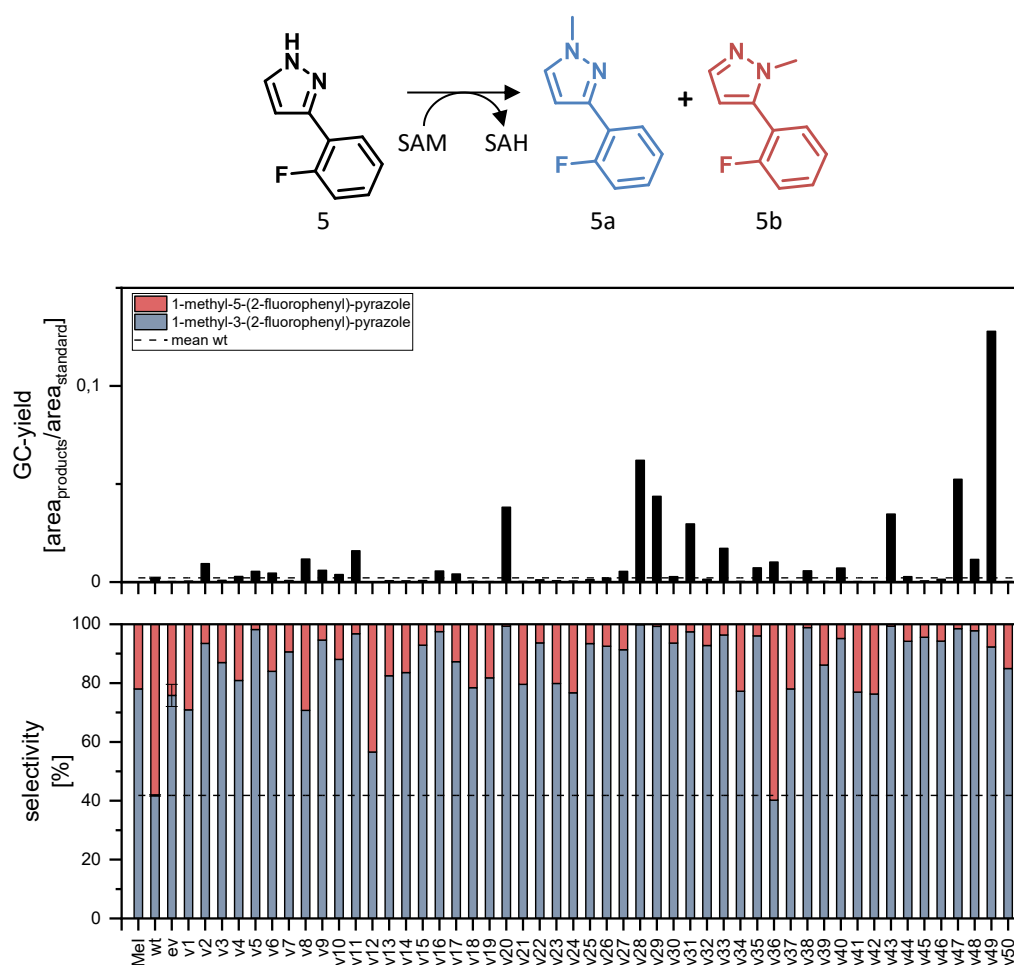 H
N
N
F
5
SAM
SAH
N
N
F
5a
+
N
N
F
5b
1-methyl-5-(2-fluorophenyl)-pyrazole
1-methyl-3-(2-fluorophenyl)-pyrazole
mean wt
GC-yield
[area_products/area_standard]
0,1
0
selectivity
[%]
100
80
60
40
20
0
Mel wt ev v1 v2 v3 v4 v5 v6 v7 v8 v9 v10 v11 v12 v13 v14 v15 v16 v17 v18 v19 v20 v21 v22 v23 v24 v25 v26 v27 v28 v29 v30 v31 v32 v33 v34 v35 v36 v37 v38 v39 v40 v41 v42 v43 v44 v45 v46 v47 v48 v49 v50